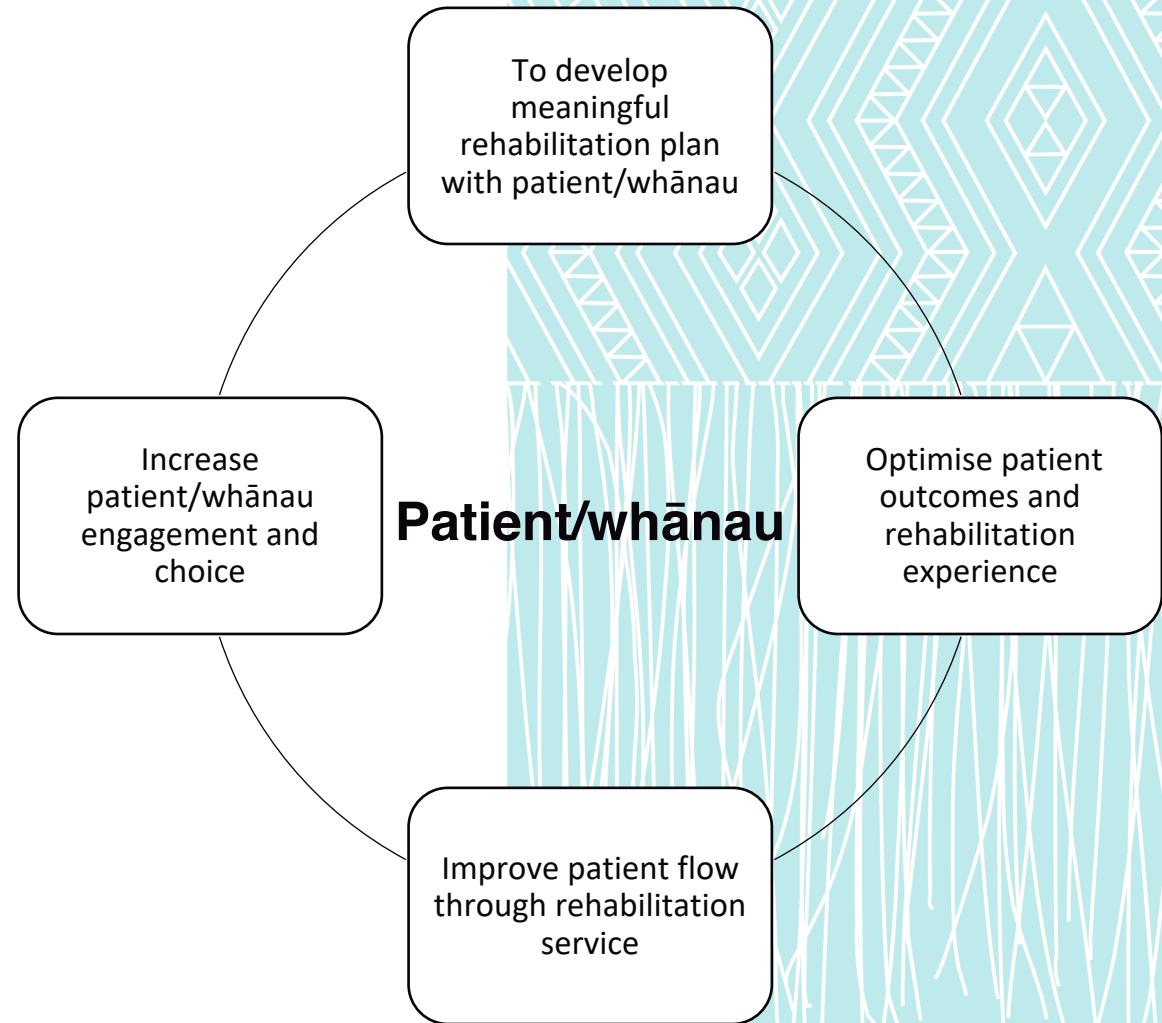 To develop
meaningful
rehabilitation plan
with patient/whānau
Increase
patient/whānau
engagement and
choice
Patient/whānau
Optimise patient
outcomes and
rehabilitation
experience
Improve patient flow
through rehabilitation
service